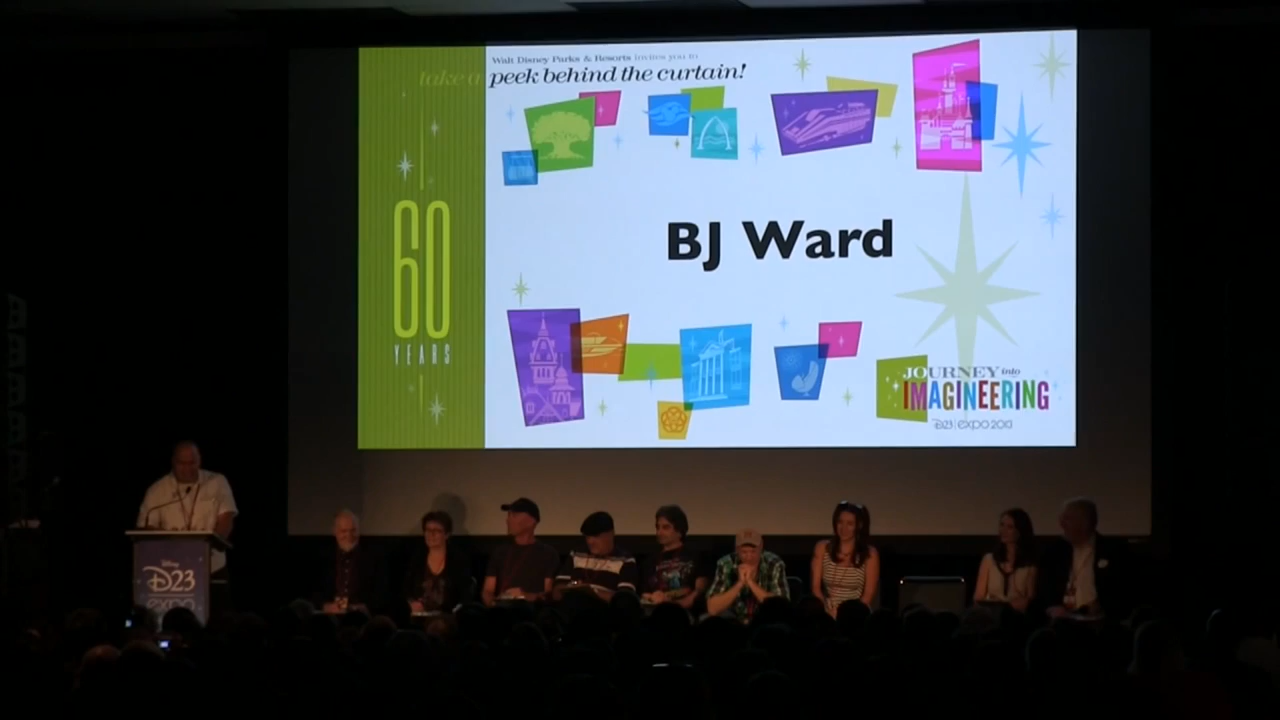 Walt Disney Parks & Resorts invites you to
take a peek behind the curtain!
60
YEARS
BJ Ward
JOURNEY into
IMAGINEERING
D23 | EXPO 2013
Disney
D23
EXPO